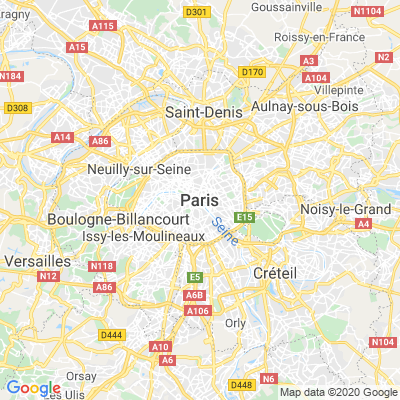 D301
Goussainville
N1104
Roissy-en-France
A115
A15
A3
N2
N184
D170
A104
Villepinte
D308
Saint-Denis
Aulnay-sous-Bois
A14
A86
Neuilly-sur-Seine
Paris
Noisy-le-Grand
Boulogne-Billancourt
E15
A4
Issy-les-Moulineaux
Seine
Versailles
N118
E5
Créteil
N12
A86
A6B
A106
Orly
D444
A10
A6
N104
Orsay
D448
N6
Les Ulis
Google
Map data ©2020 Google